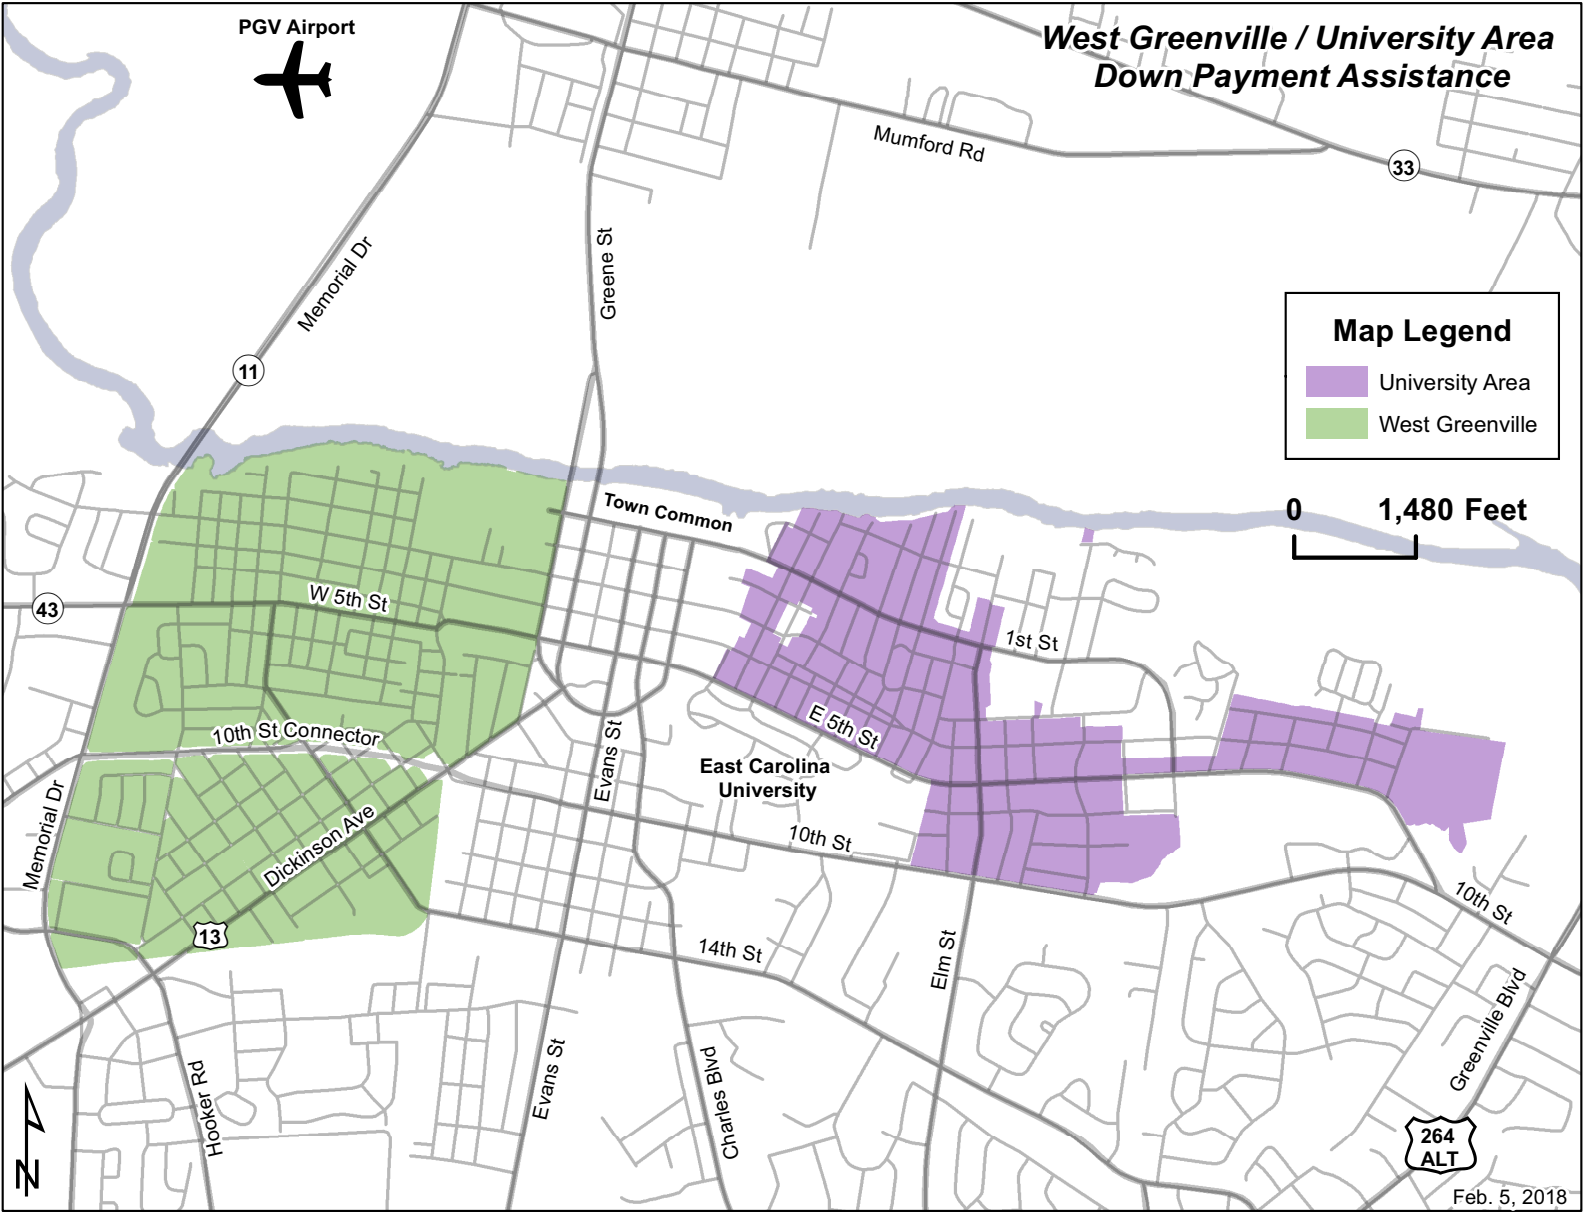 PGV Airport
West Greenville / University Area
Down Payment Assistance
Mumford Rd
33
Memorial Dr
Greene St
11
Map Legend
University Area
West Greenville
0 1,480 Feet
Town Common
43
W 5th St
1st St
10th St Connector
E 5th St
Evans St
East Carolina
University
Memorial Dr
Dickinson Ave
10th St
10th St
13
14th St
Elm St
Greenville Blvd
Hooker Rd
Evans St
Charles Blvd
264
ALT
N
Feb. 5, 2018